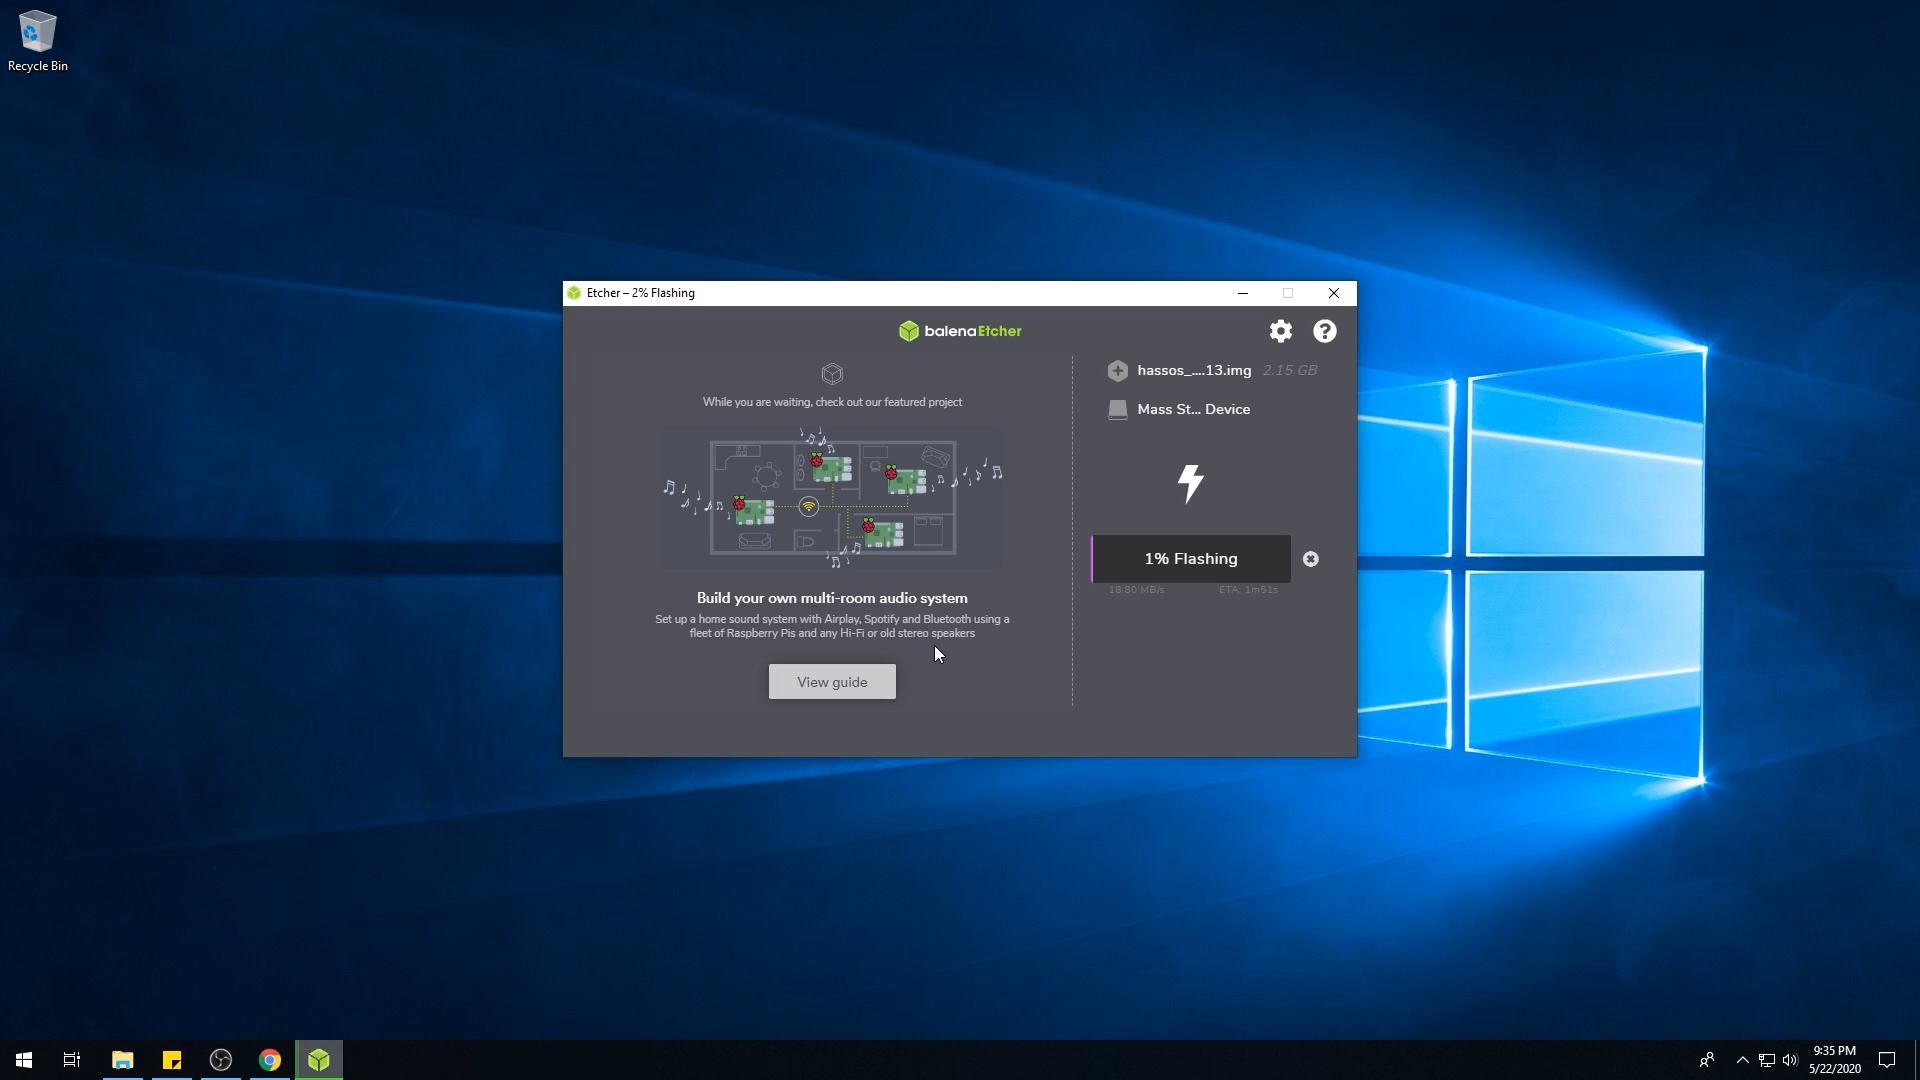 Recycle Bin
Etcher – 2% Flashing
balenaEtcher
While you are waiting, check out our featured project
Build your own multi-room audio system
Set up a home sound system with Airplay, Spotify and Bluetooth using a
fleet of Raspberry Pis and any Hi-Fi or old stereo speakers
View guide
hassos_....13.img 2.15 GB
Mass St... Device
1% Flashing
18.80 MB/s ETA: 1m51s
9:35 PM
5/22/2020